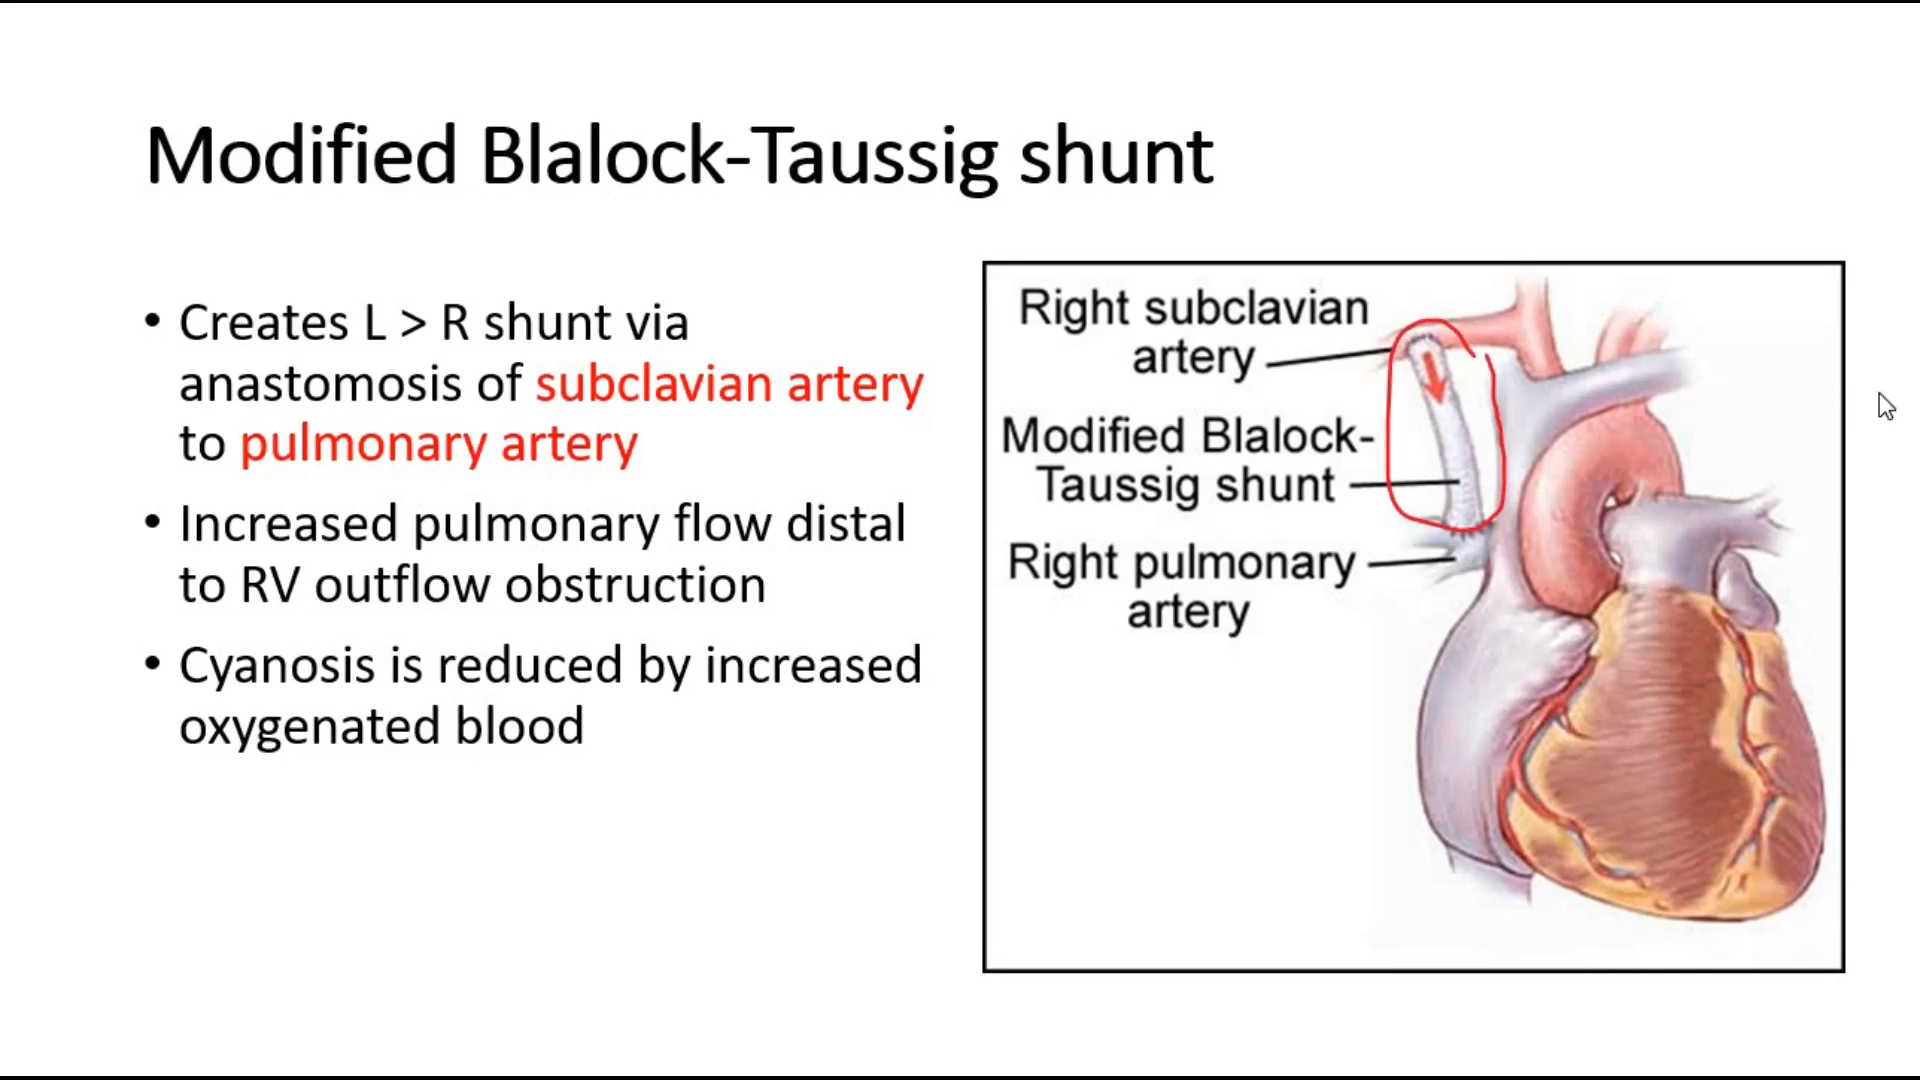 Modified Blalock-Taussig shunt
• Creates L > R shunt via
anastomosis of subclavian artery
to pulmonary artery
• Increased pulmonary flow distal
to RV outflow obstruction
• Cyanosis is reduced by increased
oxygenated blood
Right subclavian
artery
Modified Blalock-
Taussig shunt
Right pulmonary
artery